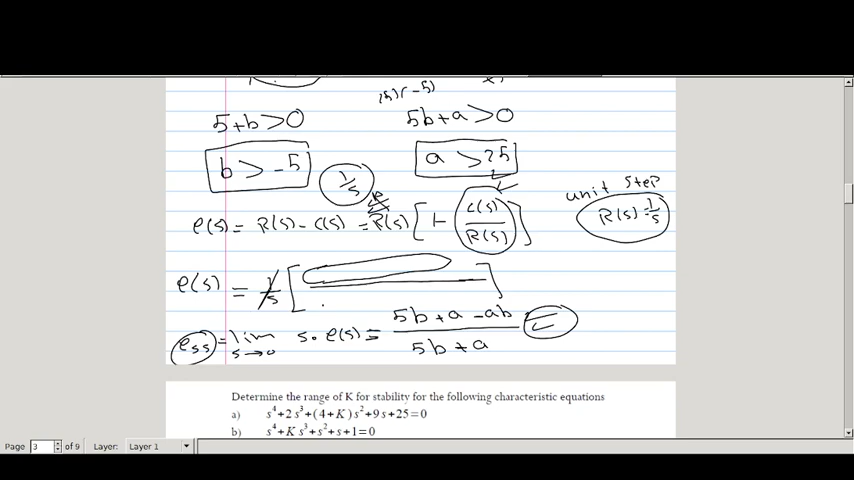 5+b>0
5b+a>0
b > -5
a > 25
1/s
unit step
R(s) = 1/s
e(s) = R(s) - C(s) = R(s) [ 1- C(s)/R(s) ]
e(s) = 1/s [ ]
ess = lim s→0 s. e(s) = 5b+a-ab / 5b+a
Determine the range of K for stability for the following characteristic equations
a) s⁴+2s³+(4+K)s²+9s+25=0
b) s⁴+Ks³+s²+s+1=0
Page 3 of 9 Layer: Layer 1